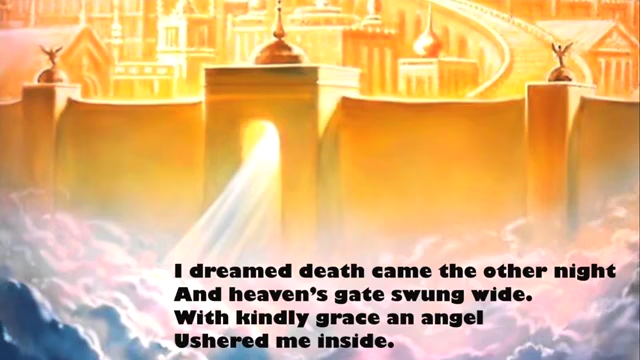 I dreamed death came the other night
And heaven’s gate swung wide.
With kindly grace an angel
Ushered me inside.